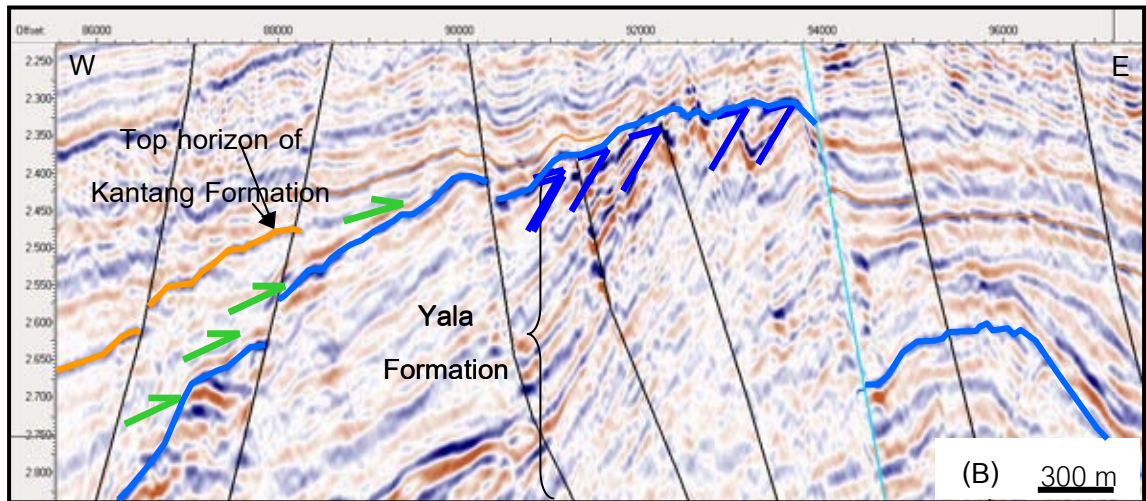 Offset: 86000 88000 90000 92000 94000 96000
W E
2.250
2.300
2.350
2.400
2.450
2.500
2.550
2.600
2.650
2.700
2.750
2.800
Top horizon of
Kantang Formation
Yala
Formation
(B) 300 m